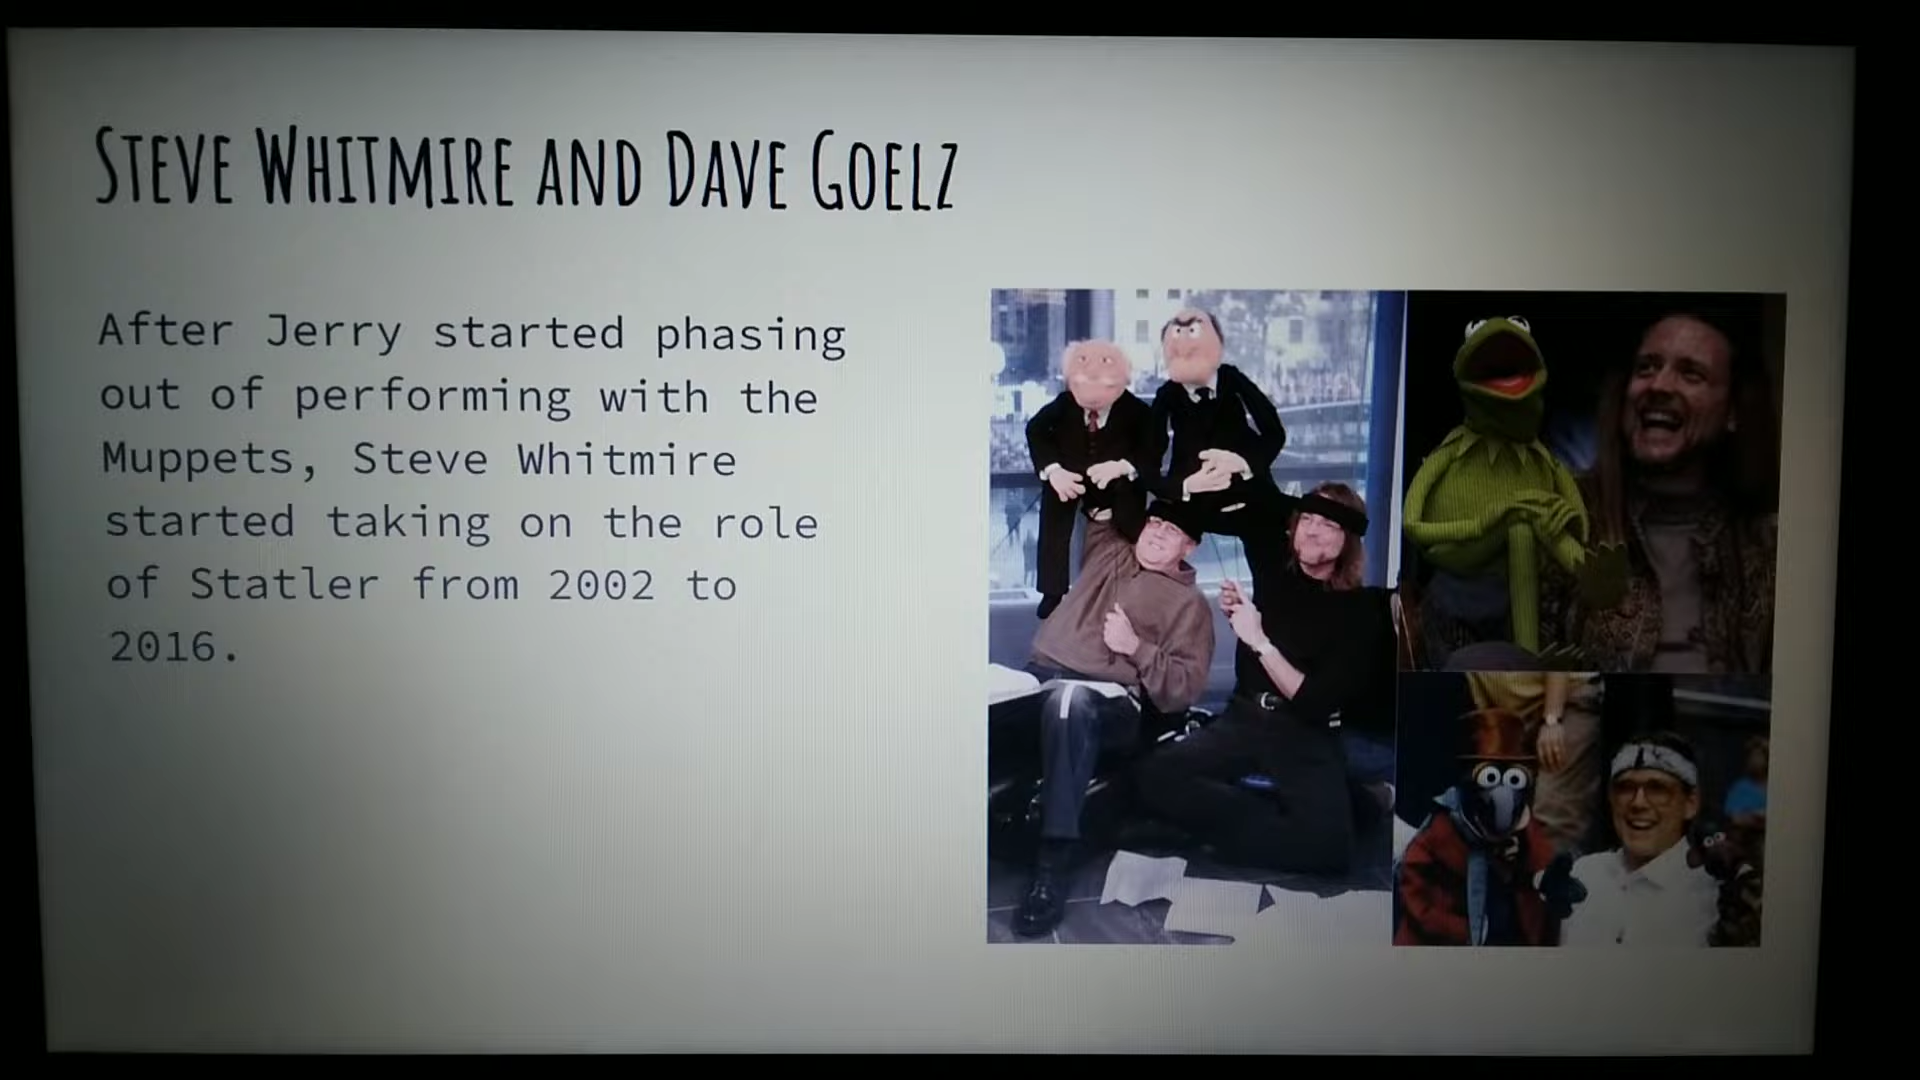 STEVE WHITMIRE AND DAVE GOELZ
After Jerry started phasing
out of performing with the
Muppets, Steve Whitmire
started taking on the role
of Statler from 2002 to
2016.